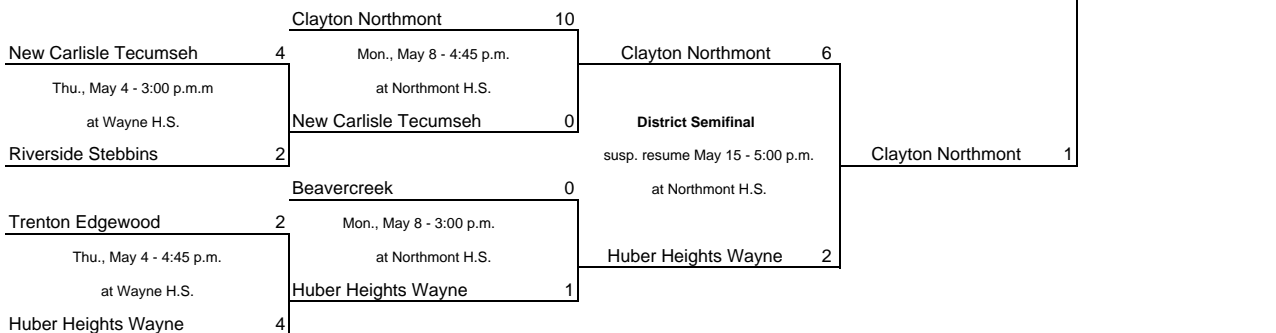 Clayton Northmont 10
New Carlisle Tecumseh 4
Mon., May 8 - 4:45 p.m.
Clayton Northmont 6
Thu., May 4 - 3:00 p.m.m
at Northmont H.S.
at Wayne H.S.
New Carlisle Tecumseh 0
District Semifinal
Riverside Stebbins 2
susp. resume May 15 - 5:00 p.m.
Clayton Northmont 1
Beavercreek 0
at Northmont H.S.
Trenton Edgewood 2
Mon., May 8 - 3:00 p.m.
Thu., May 4 - 4:45 p.m.
at Northmont H.S.
Huber Heights Wayne 2
at Wayne H.S.
Huber Heights Wayne 1
Huber Heights Wayne 4